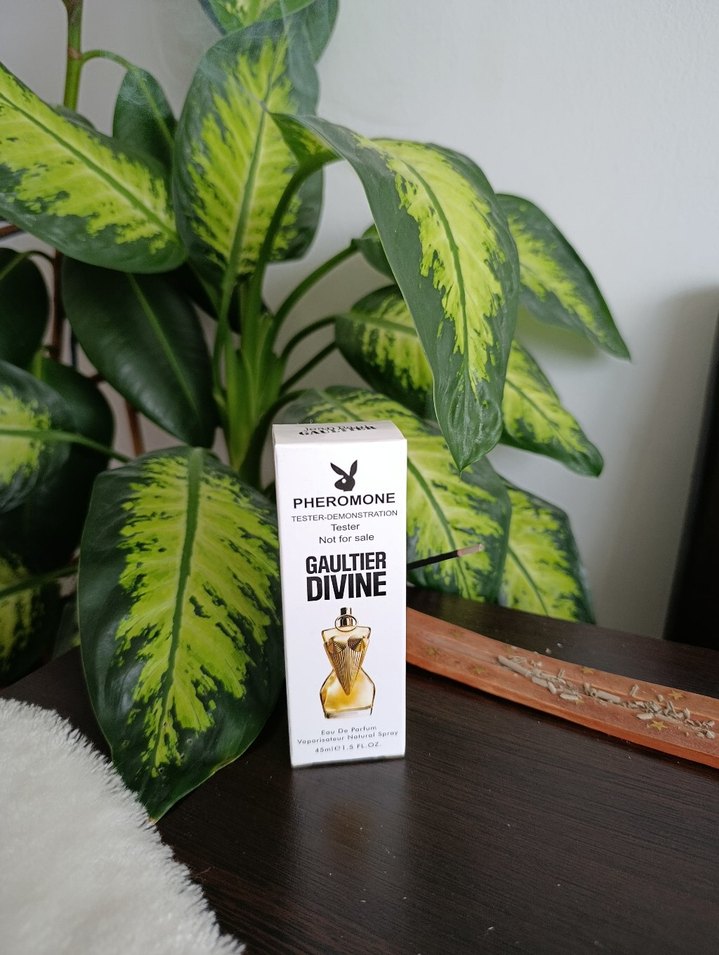 GAULTIER
PHEROMONE
TESTER-DEMONSTRATION
Tester
Not for sale
GAULTIER
DIVINE
Eau De Parfum
Vaporisateur Natural Spray
45ml℮1.5 FL.OZ.